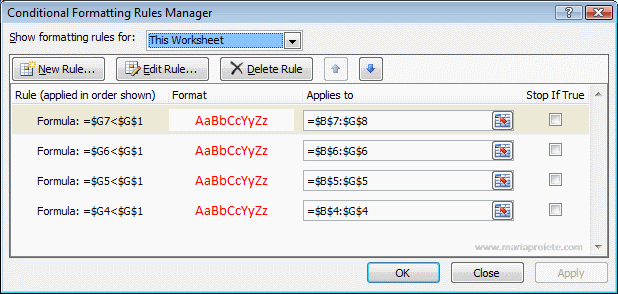 Conditional Formatting Rules Manager
Show formatting rules for: This Worksheet
New Rule... Edit Rule... Delete Rule
Rule (applied in order shown) Format Applies to Stop If True
Formula: =$G7<$G$1 AaBbCcYyZz =$B$7:$G$8
Formula: =$G6<$G$1 AaBbCcYyZz =$B$6:$G$6
Formula: =$G5<$G$1 AaBbCcYyZz =$B$5:$G$5
Formula: =$G4<$G$1 AaBbCcYyZz =$B$4:$G$4
www.mariaproiete.com
OK Close Apply